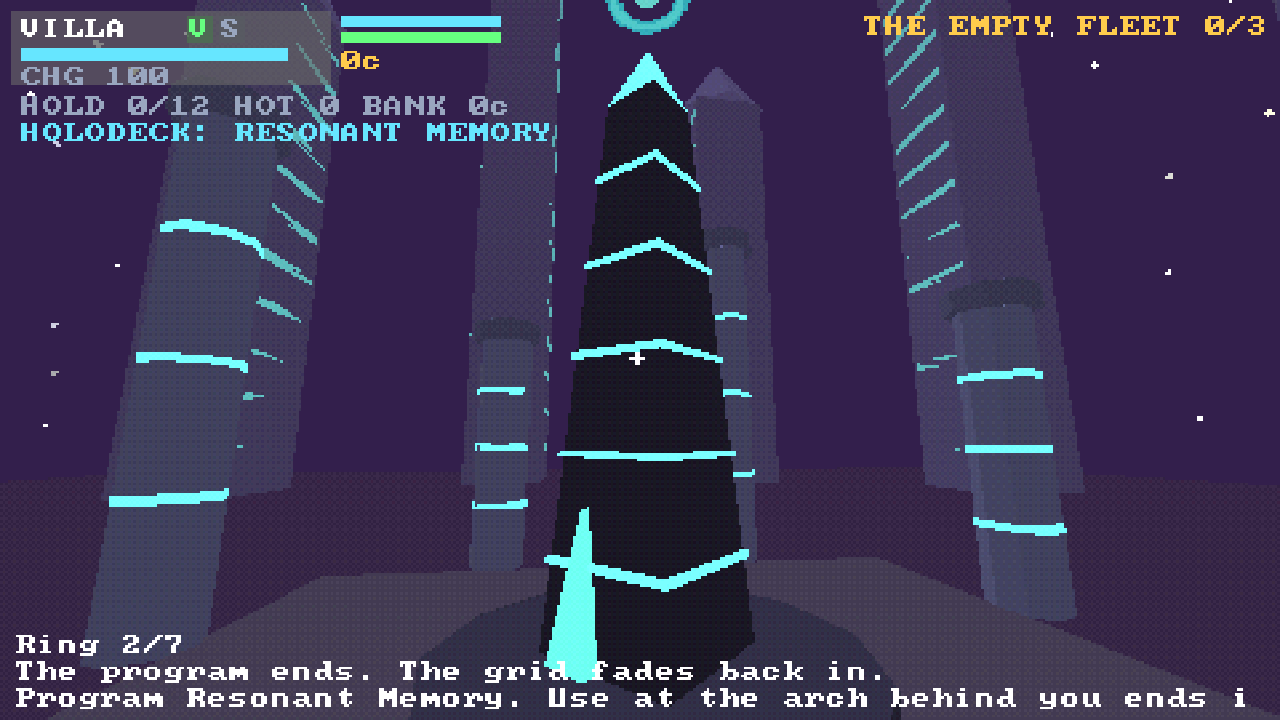 VILLA V S
CHG 100
0c
THE EMPTY FLEET 0/3
HOLD 0/12 HOT 0 BANK 0c
HOLODECK: RESONANT MEMORY
Ring 2/7
The program ends. The grid fades back in.
Program Resonant Memory. Use at the arch behind you ends i